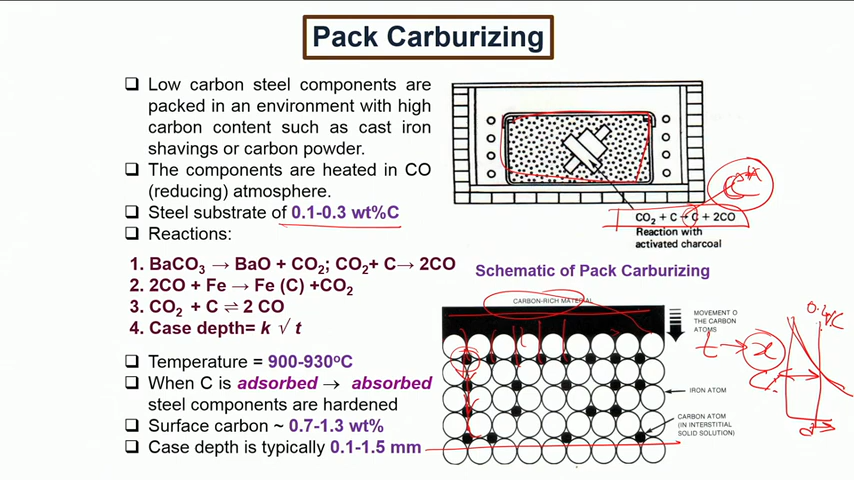 Pack Carburizing
❑ Low carbon steel components are
packed in an environment with high
carbon content such as cast iron
shavings or carbon powder.
❑ The components are heated in CO
(reducing) atmosphere.
❑ Steel substrate of 0.1-0.3 wt%C
❑ Reactions:
1. BaCO₃ → BaO + CO₂; CO₂+ C→ 2CO
2. 2CO + Fe → Fe (C) +CO₂
3. CO₂ + C ⇌ 2 CO
4. Case depth= k √ t
❑ Temperature = 900-930°C
❑ When C is adsorbed → absorbed
steel components are hardened
❑ Surface carbon ~ 0.7-1.3 wt%
❑ Case depth is typically 0.1-1.5 mm
CO₂ + C → C + 2CO
Reaction with
activated charcoal
Schematic of Pack Carburizing
CARBON-RICH MATERIAL
MOVEMENT O
THE CARBON
ATOMS
t → x
IRON ATOM
CARBON ATOM
(IN INTERSTITIAL
SOLID SOLUTION)